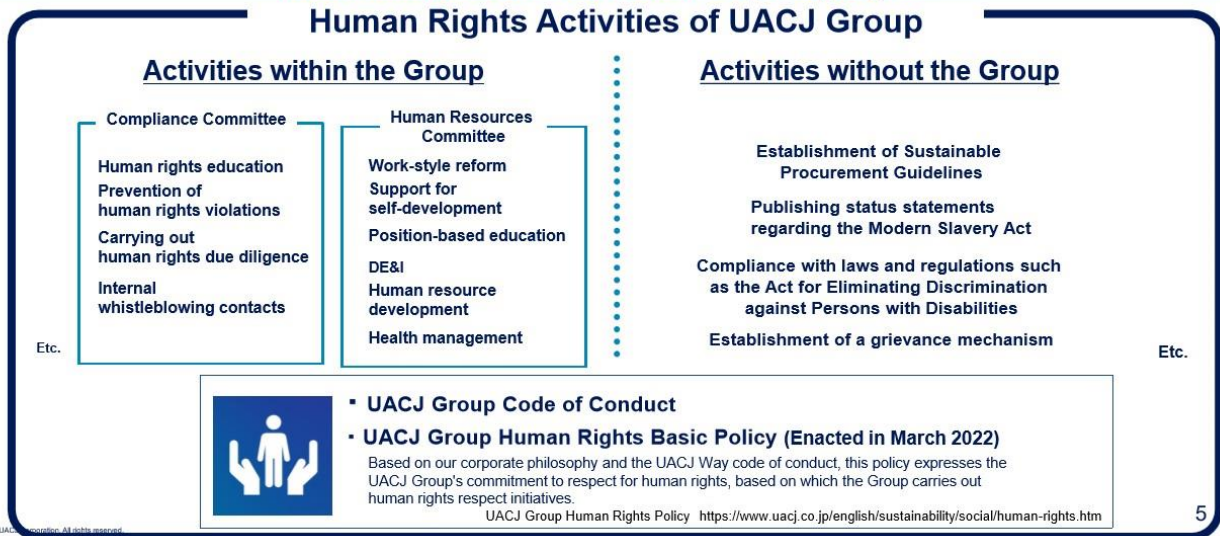 Human Rights Activities of UACJ Group
Activities within the Group
Compliance Committee
Human rights education
Prevention of
human rights violations
Carrying out
human rights due diligence
Internal
whistleblowing contacts
Human Resources
Committee
Work-style reform
Support for
self-development
Position-based education
DE&I
Human resource
development
Health management
Etc.
Activities without the Group
Establishment of Sustainable
Procurement Guidelines
Publishing status statements
regarding the Modern Slavery Act
Compliance with laws and regulations such
as the Act for Eliminating Discrimination
against Persons with Disabilities
Establishment of a grievance mechanism
Etc.
▪ UACJ Group Code of Conduct
▪ UACJ Group Human Rights Basic Policy (Enacted in March 2022)
Based on our corporate philosophy and the UACJ Way code of conduct, this policy expresses the
UACJ Group's commitment to respect for human rights, based on which the Group carries out
human rights respect initiatives.
UACJ Group Human Rights Policy https://www.uacj.co.jp/english/sustainability/social/human-rights.htm
All rights reserved.
5